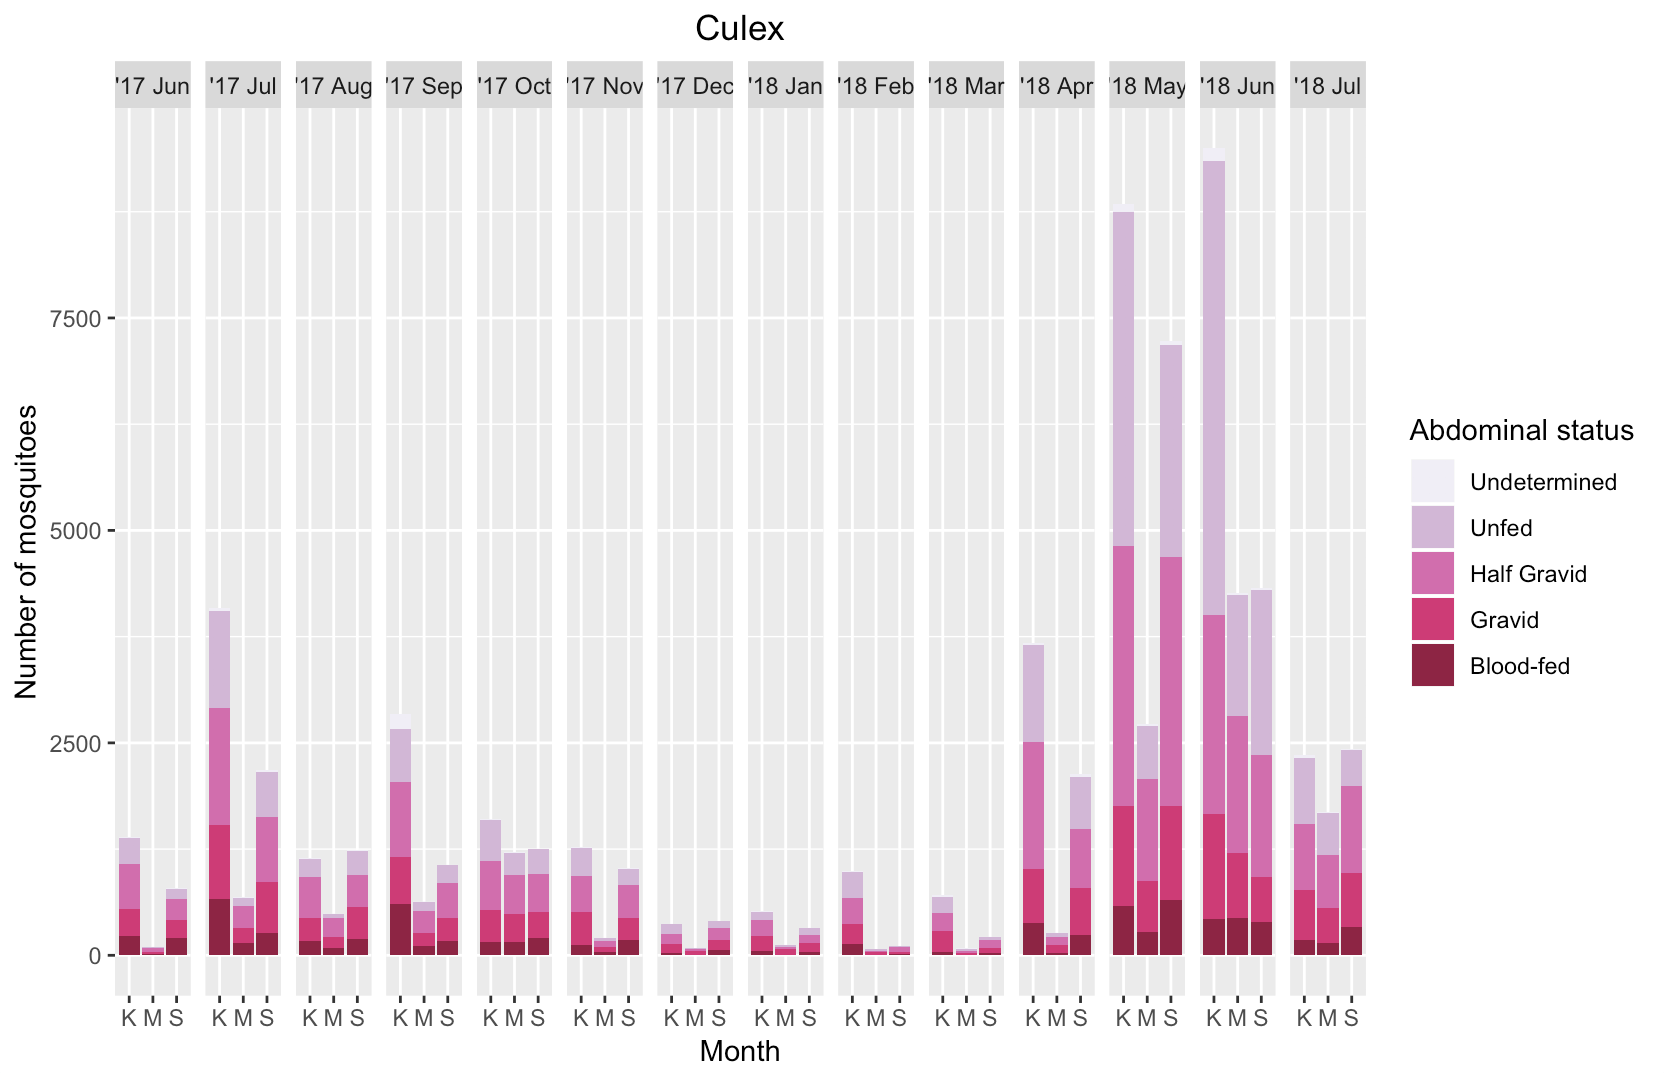 Culex
'17 Jun '17 Jul '17 Aug '17 Sep '17 Oct '17 Nov '17 Dec '18 Jan '18 Feb '18 Mar '18 Apr '18 May '18 Jun '18 Jul
Number of mosquitoes
7500
5000
2500
0
K M S K M S K M S K M S K M S K M S K M S K M S K M S K M S K M S K M S K M S K M S
Month
Abdominal status
Undetermined
Unfed
Half Gravid
Gravid
Blood-fed